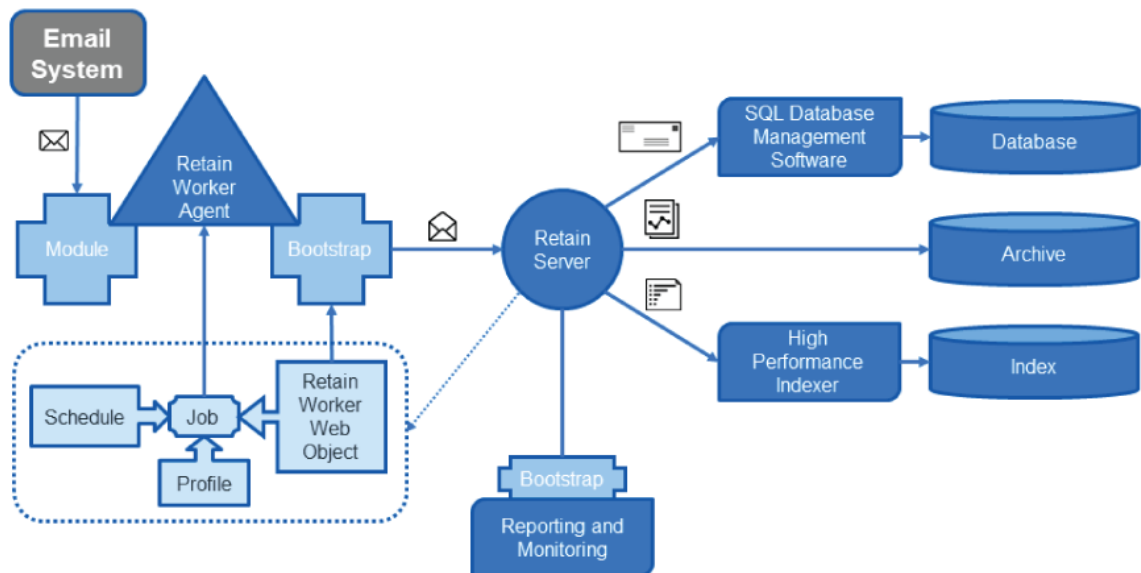 Email
System
Retain
Worker
Agent
Module
Bootstrap
Schedule
Job
Profile
Retain
Worker
Web
Object
Retain
Server
SQL Database
Management
Software
Database
Archive
High
Performance
Indexer
Index
Bootstrap
Reporting and
Monitoring